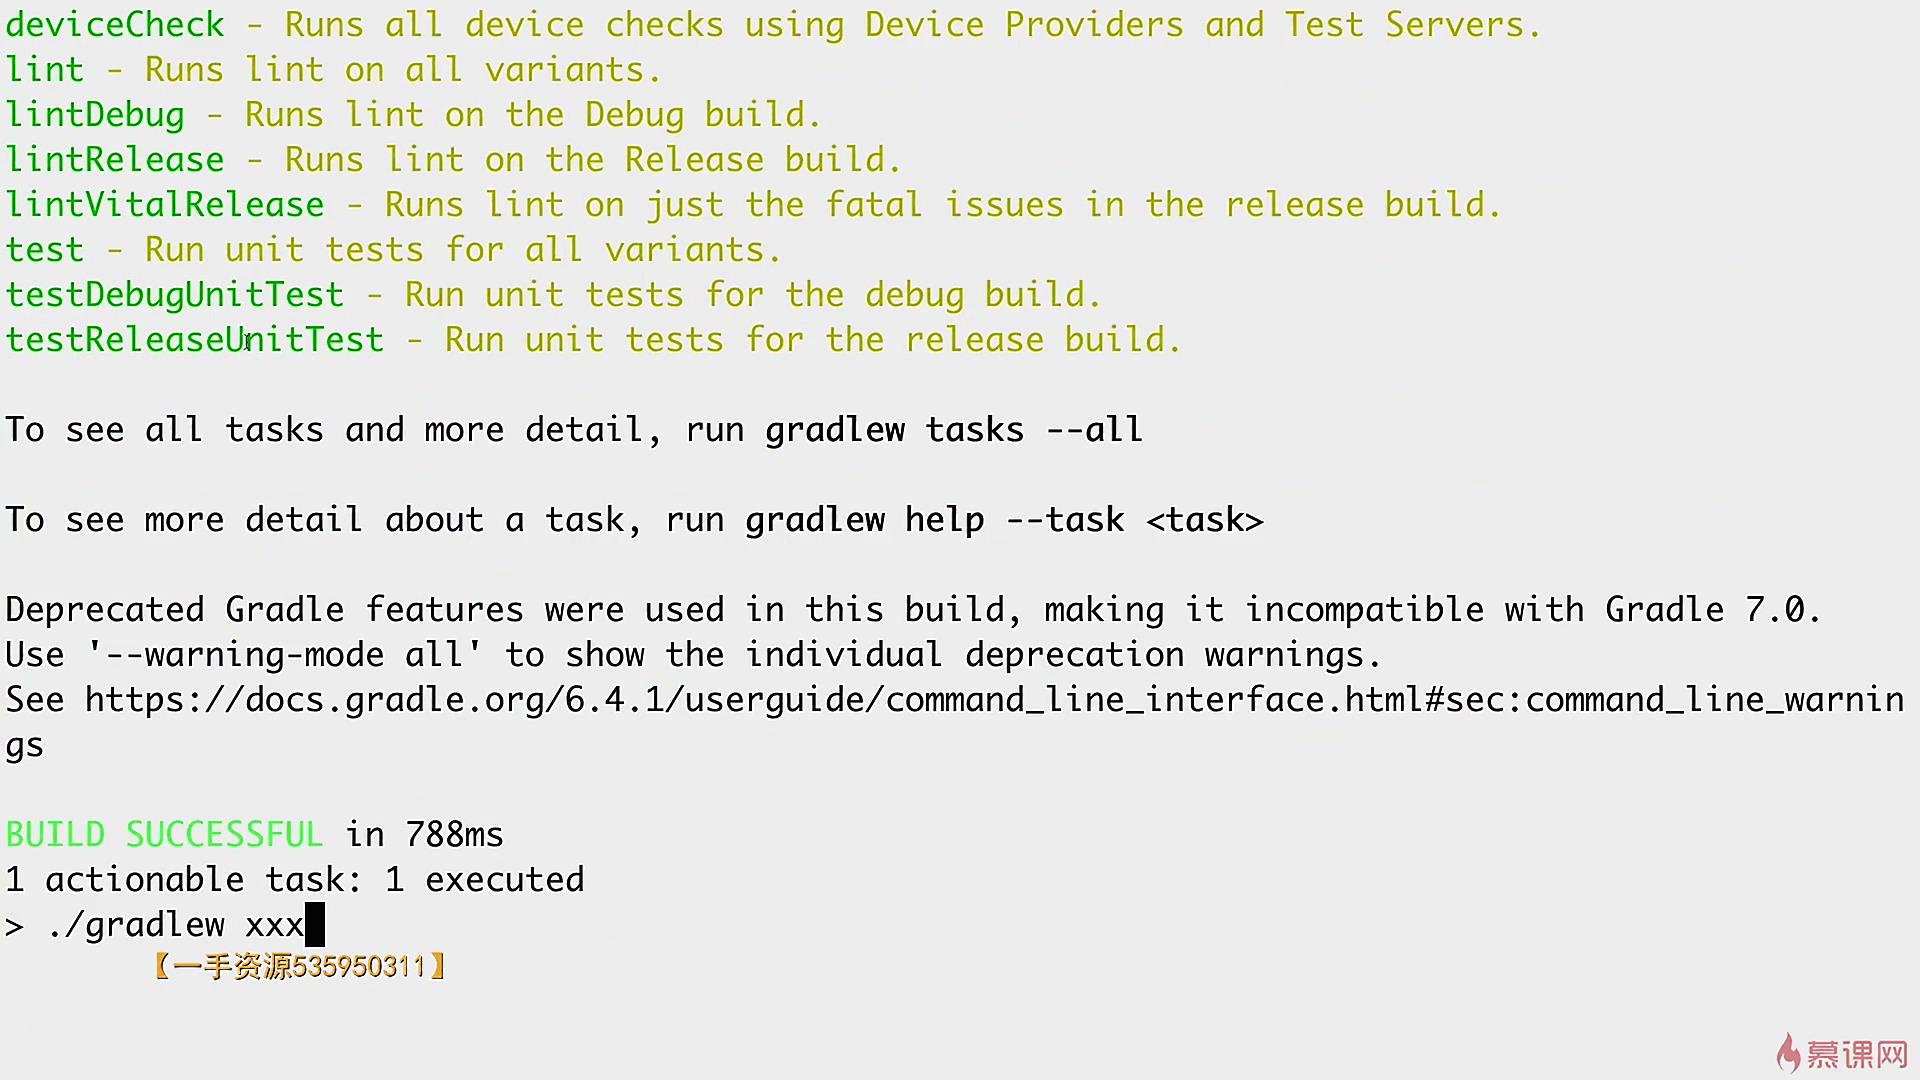 deviceCheck - Runs all device checks using Device Providers and Test Servers.
lint - Runs lint on all variants.
lintDebug - Runs lint on the Debug build.
lintRelease - Runs lint on the Release build.
lintVitalRelease - Runs lint on just the fatal issues in the release build.
test - Run unit tests for all variants.
testDebugUnitTest - Run unit tests for the debug build.
testReleaseUnitTest - Run unit tests for the release build.
To see all tasks and more detail, run gradlew tasks --all
To see more detail about a task, run gradlew help --task <task>
Deprecated Gradle features were used in this build, making it incompatible with Gradle 7.0.
Use '--warning-mode all' to show the individual deprecation warnings.
See https://docs.gradle.org/6.4.1/userguide/command_line_interface.html#sec:command_line_warnin
gs
BUILD SUCCESSFUL in 788ms
1 actionable task: 1 executed
> ./gradlew xxx
【一手资源535950311】
慕课网